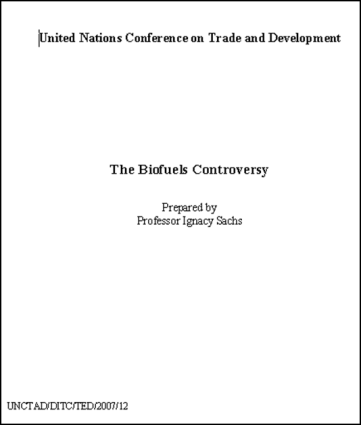 United Nations Conference on Trade and Development
The Biofuels Controversy
Prepared by
Professor Ignacy Sachs
UNCTAD/DITC/TED/2007/12